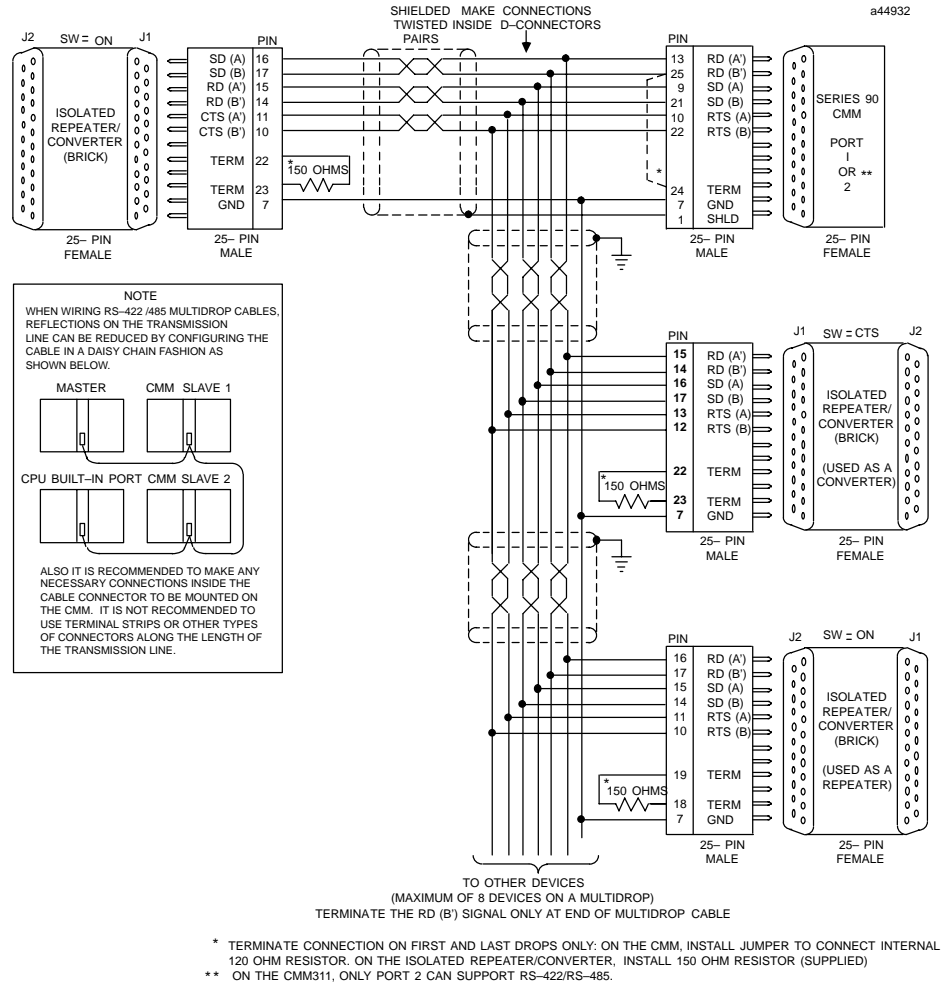 SHIELDED MAKE CONNECTIONS
TWISTED INSIDE D–CONNECTORS
PAIRS
a44932
J2 SW = ON J1
PIN
SD (A) 16
SD (B) 17
RD (A') 15
RD (B') 14
CTS (A') 11
CTS (B') 10
TERM 22
TERM 23
GND 7
* 150 OHMS
ISOLATED
REPEATER/
CONVERTER
(BRICK)
25– PIN
FEMALE
25– PIN
MALE
PIN
13 RD (A')
25 RD (B')
9 SD (A)
21 SD (B)
10 RTS (A)
22 RTS (B)
*
24 TERM
7 GND
1 SHLD
SERIES 90
CMM
PORT
I
OR **
2
25– PIN
MALE
25– PIN
FEMALE
NOTE
WHEN WIRING RS–422 /485 MULTIDROP CABLES,
REFLECTIONS ON THE TRANSMISSION
LINE CAN BE REDUCED BY CONFIGURING THE
CABLE IN A DAISY CHAIN FASHION AS
SHOWN BELOW.
MASTER CMM SLAVE 1
CPU BUILT–IN PORT CMM SLAVE 2
ALSO IT IS RECOMMENDED TO MAKE ANY
NECESSARY CONNECTIONS INSIDE THE
CABLE CONNECTOR TO BE MOUNTED ON
THE CMM. IT IS NOT RECOMMENDED TO
USE TERMINAL STRIPS OR OTHER TYPES
OF CONNECTORS ALONG THE LENGTH OF
THE TRANSMISSION LINE.
PIN
J1 SW = CTS J2
15 RD (A')
14 RD (B')
16 SD (A)
17 SD (B)
13 RTS (A)
12 RTS (B)
22 TERM
23 TERM
7 GND
* 150 OHMS
ISOLATED
REPEATER/
CONVERTER
(BRICK)
(USED AS A
CONVERTER)
25– PIN
MALE
25– PIN
FEMALE
PIN
J2 SW = ON J1
16 RD (A')
17 RD (B')
15 SD (A)
14 SD (B)
11 RTS (A)
10 RTS (B)
19 TERM
18 TERM
7 GND
* 150 OHMS
ISOLATED
REPEATER/
CONVERTER
(BRICK)
(USED AS A
REPEATER)
25– PIN
MALE
25– PIN
FEMALE
TO OTHER DEVICES
(MAXIMUM OF 8 DEVICES ON A MULTIDROP)
TERMINATE THE RD (B') SIGNAL ONLY AT END OF MULTIDROP CABLE
* TERMINATE CONNECTION ON FIRST AND LAST DROPS ONLY: ON THE CMM, INSTALL JUMPER TO CONNECT INTERNAL
120 OHM RESISTOR. ON THE ISOLATED REPEATER/CONVERTER, INSTALL 150 OHM RESISTOR (SUPPLIED)
** ON THE CMM311, ONLY PORT 2 CAN SUPPORT RS–422/RS–485.